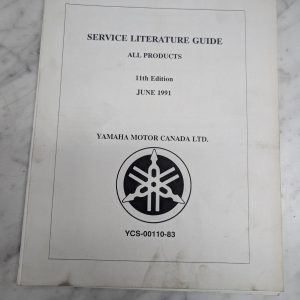 SERVICE LITERATURE GUIDE
ALL PRODUCTS
11th Edition
JUNE 1991
YAMAHA MOTOR CANADA LTD.
YCS-00110-83